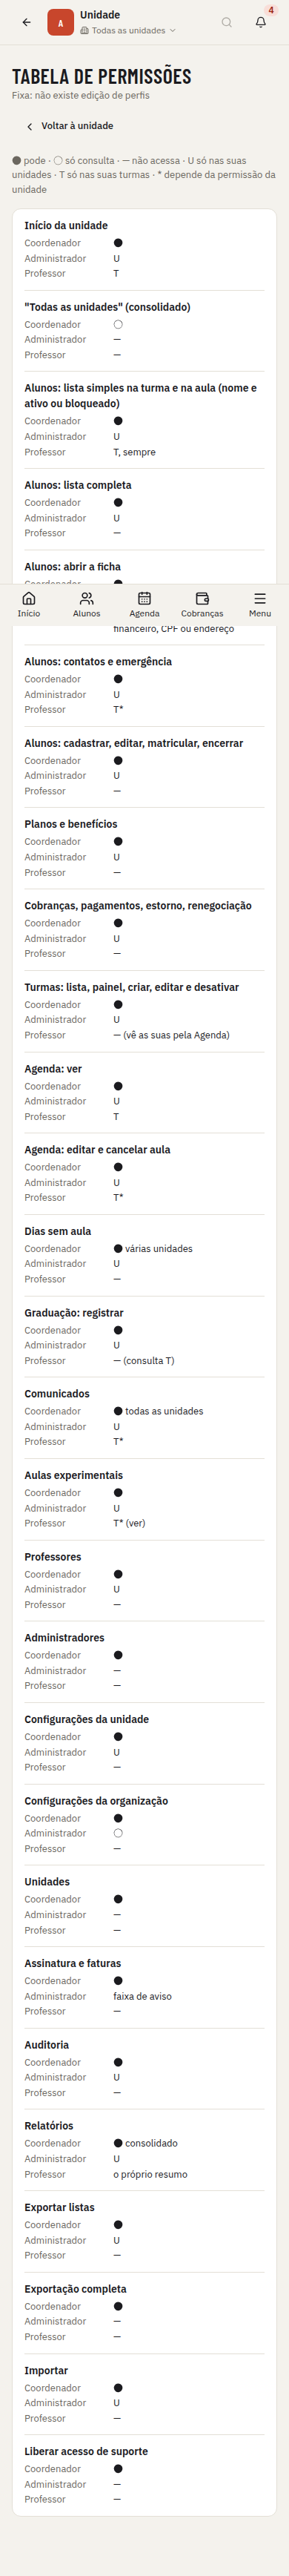 Unidade
A
Todas as unidades
4
TABELA DE PERMISSÕES
Fixa: não existe edição de perfis
Voltar à unidade
● pode · ○ só consulta · — não acessa · U só nas suas
unidades · T só nas suas turmas · * depende da permissão da
unidade
Início da unidade
Coordenador ●
Administrador U
Professor T
"Todas as unidades" (consolidado)
Coordenador ○
Administrador —
Professor —
Alunos: lista simples na turma e na aula (nome e
ativo ou bloqueado)
Coordenador ●
Administrador U
Professor T, sempre
Alunos: lista completa
Coordenador ●
Administrador U
Professor —
Alunos: abrir a ficha
Coordenador ●
Início Alunos Agenda Cobranças Menu
financeiro, CPF ou endereço
Alunos: contatos e emergência
Coordenador ●
Administrador U
Professor T*
Alunos: cadastrar, editar, matricular, encerrar
Coordenador ●
Administrador U
Professor —
Planos e benefícios
Coordenador ●
Administrador U
Professor —
Cobranças, pagamentos, estorno, renegociação
Coordenador ●
Administrador U
Professor —
Turmas: lista, painel, criar, editar e desativar
Coordenador ●
Administrador U
Professor — (vê as suas pela Agenda)
Agenda: ver
Coordenador ●
Administrador U
Professor T
Agenda: editar e cancelar aula
Coordenador ●
Administrador U
Professor T*
Dias sem aula
Coordenador ● várias unidades
Administrador U
Professor —
Graduação: registrar
Coordenador ●
Administrador U
Professor — (consulta T)
Comunicados
Coordenador ● todas as unidades
Administrador U
Professor T*
Aulas experimentais
Coordenador ●
Administrador U
Professor T* (ver)
Professores
Coordenador ●
Administrador U
Professor —
Administradores
Coordenador ●
Administrador —
Professor —
Configurações da unidade
Coordenador ●
Administrador U
Professor —
Configurações da organização
Coordenador ●
Administrador ○
Professor —
Unidades
Coordenador ●
Administrador —
Professor —
Assinatura e faturas
Coordenador ●
Administrador faixa de aviso
Professor —
Auditoria
Coordenador ●
Administrador U
Professor —
Relatórios
Coordenador ● consolidado
Administrador U
Professor o próprio resumo
Exportar listas
Coordenador ●
Administrador U
Professor —
Exportação completa
Coordenador ●
Administrador —
Professor —
Importar
Coordenador ●
Administrador U
Professor —
Liberar acesso de suporte
Coordenador ●
Administrador —
Professor —